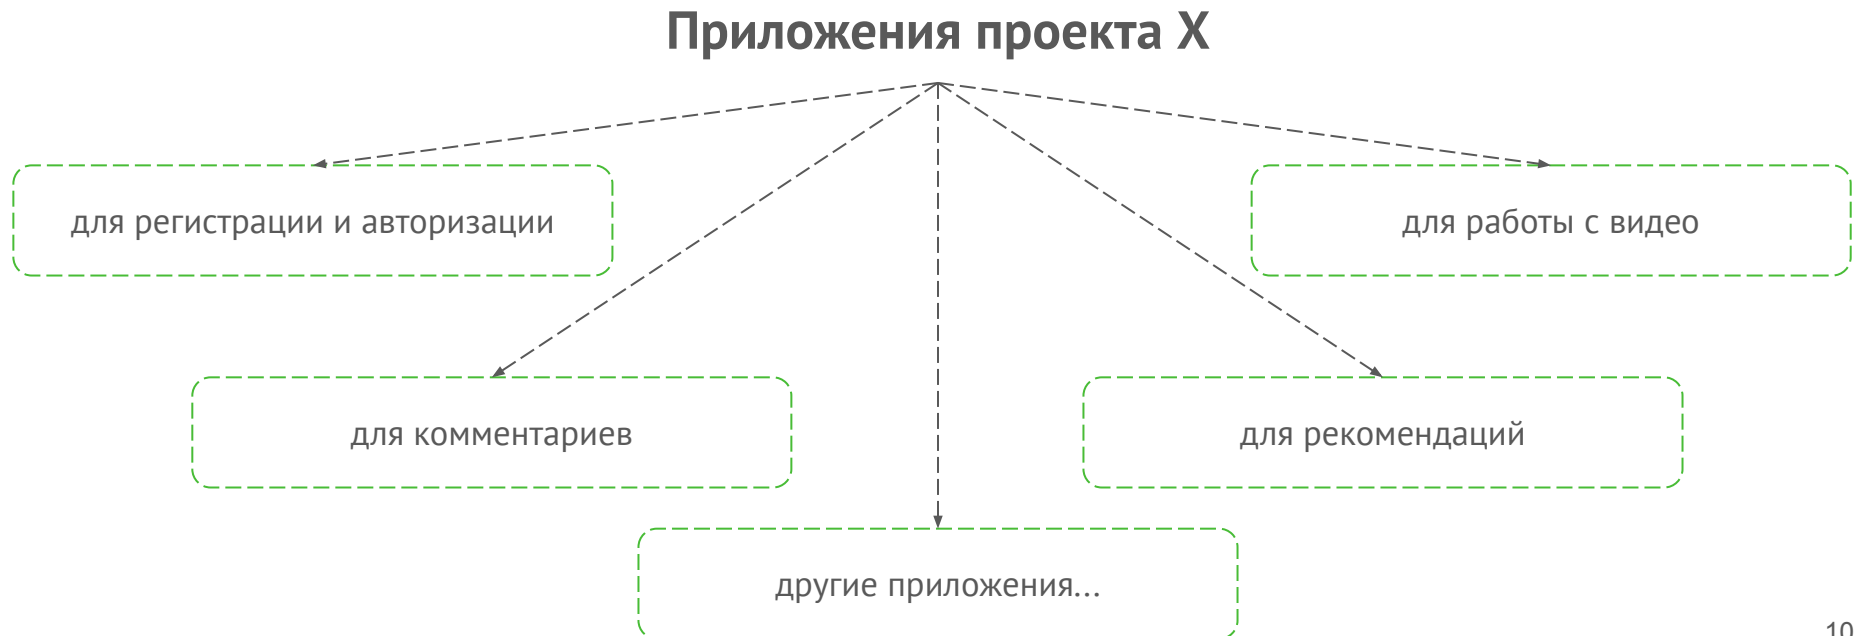 Приложения проекта X
для регистрации и авторизации
для работы с видео
для комментариев
для рекомендаций
другие приложения...
10